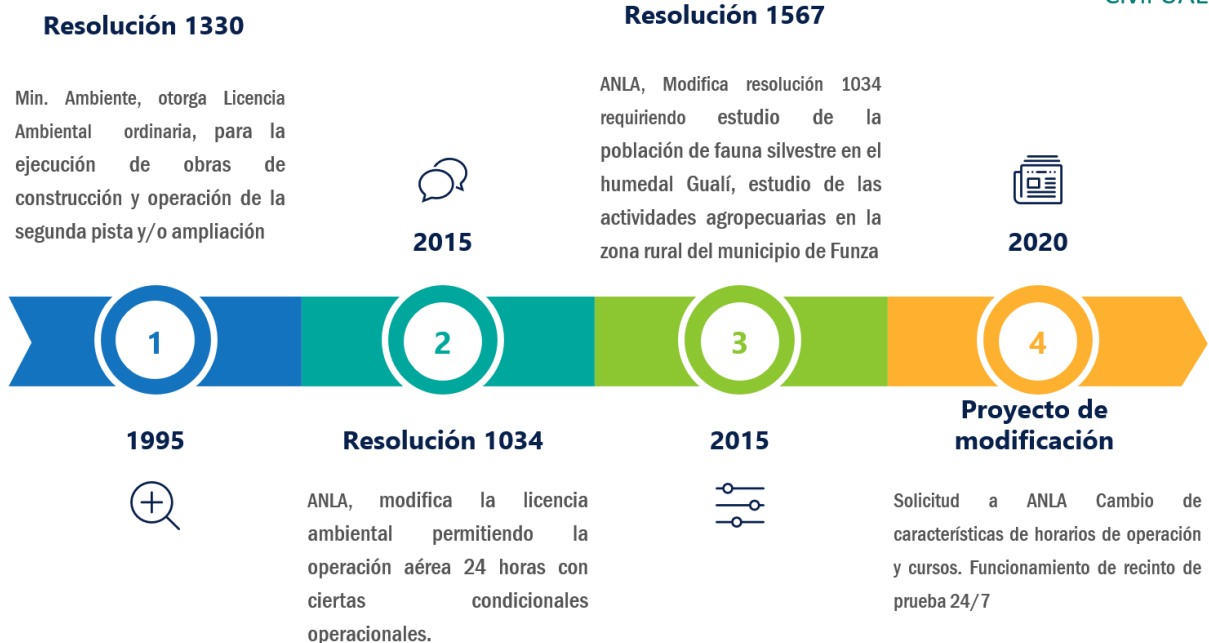 Resolución 1330
Min. Ambiente, otorga Licencia
Ambiental ordinaria, para la
ejecución de obras de
construcción y operación de la
segunda pista y/o ampliación
1
1995
2015
2
Resolución 1034
ANLA, modifica la licencia
ambiental permitiendo la
operación aérea 24 horas con
ciertas condicionales
operacionales.
Resolución 1567
ANLA, Modifica resolución 1034
requiriendo estudio de la
población de fauna silvestre en el
humedal Gualí, estudio de las
actividades agropecuarias en la
zona rural del municipio de Funza
3
2015
2020
4
Proyecto de
modificación
Solicitud a ANLA Cambio de
características de horarios de operación
y cursos. Funcionamiento de recinto de
prueba 24/7